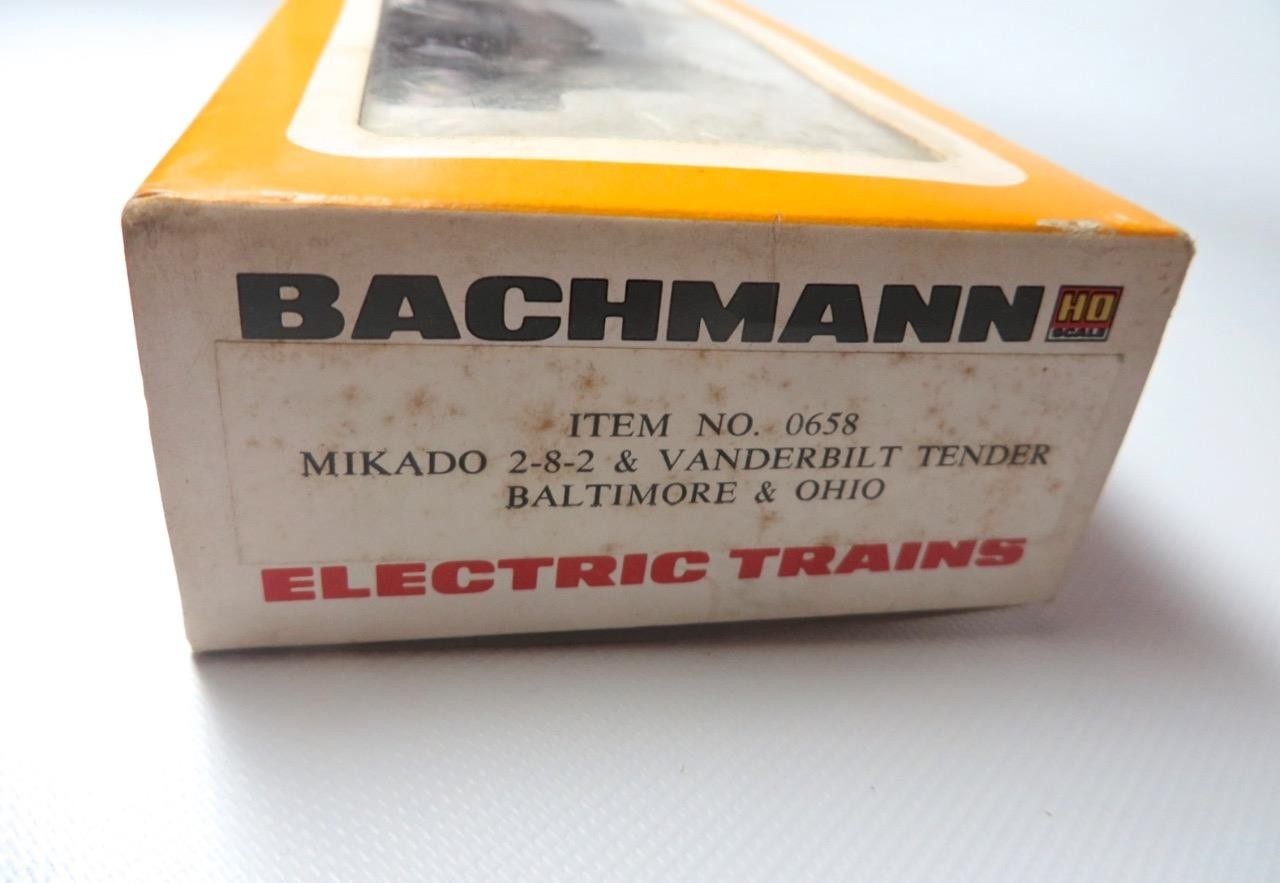 BACHMANN HO SCALE
ITEM NO. 0658
MIKADO 2-8-2 & VANDERBILT TENDER
BALTIMORE & OHIO
ELECTRIC TRAINS